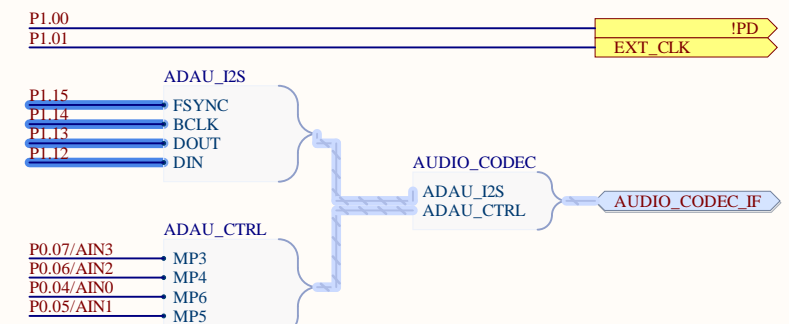 P1.00
!PD
P1.01
EXT_CLK
ADAU_I2S
P1.15
FSYNC
P1.14
BCLK
P1.13
DOUT
P1.12
DIN
AUDIO_CODEC
ADAU_I2S
ADAU_CTRL
AUDIO_CODEC_IF
ADAU_CTRL
P0.07/AIN3
MP3
P0.06/AIN2
MP4
P0.04/AIN0
MP6
P0.05/AIN1
MP5